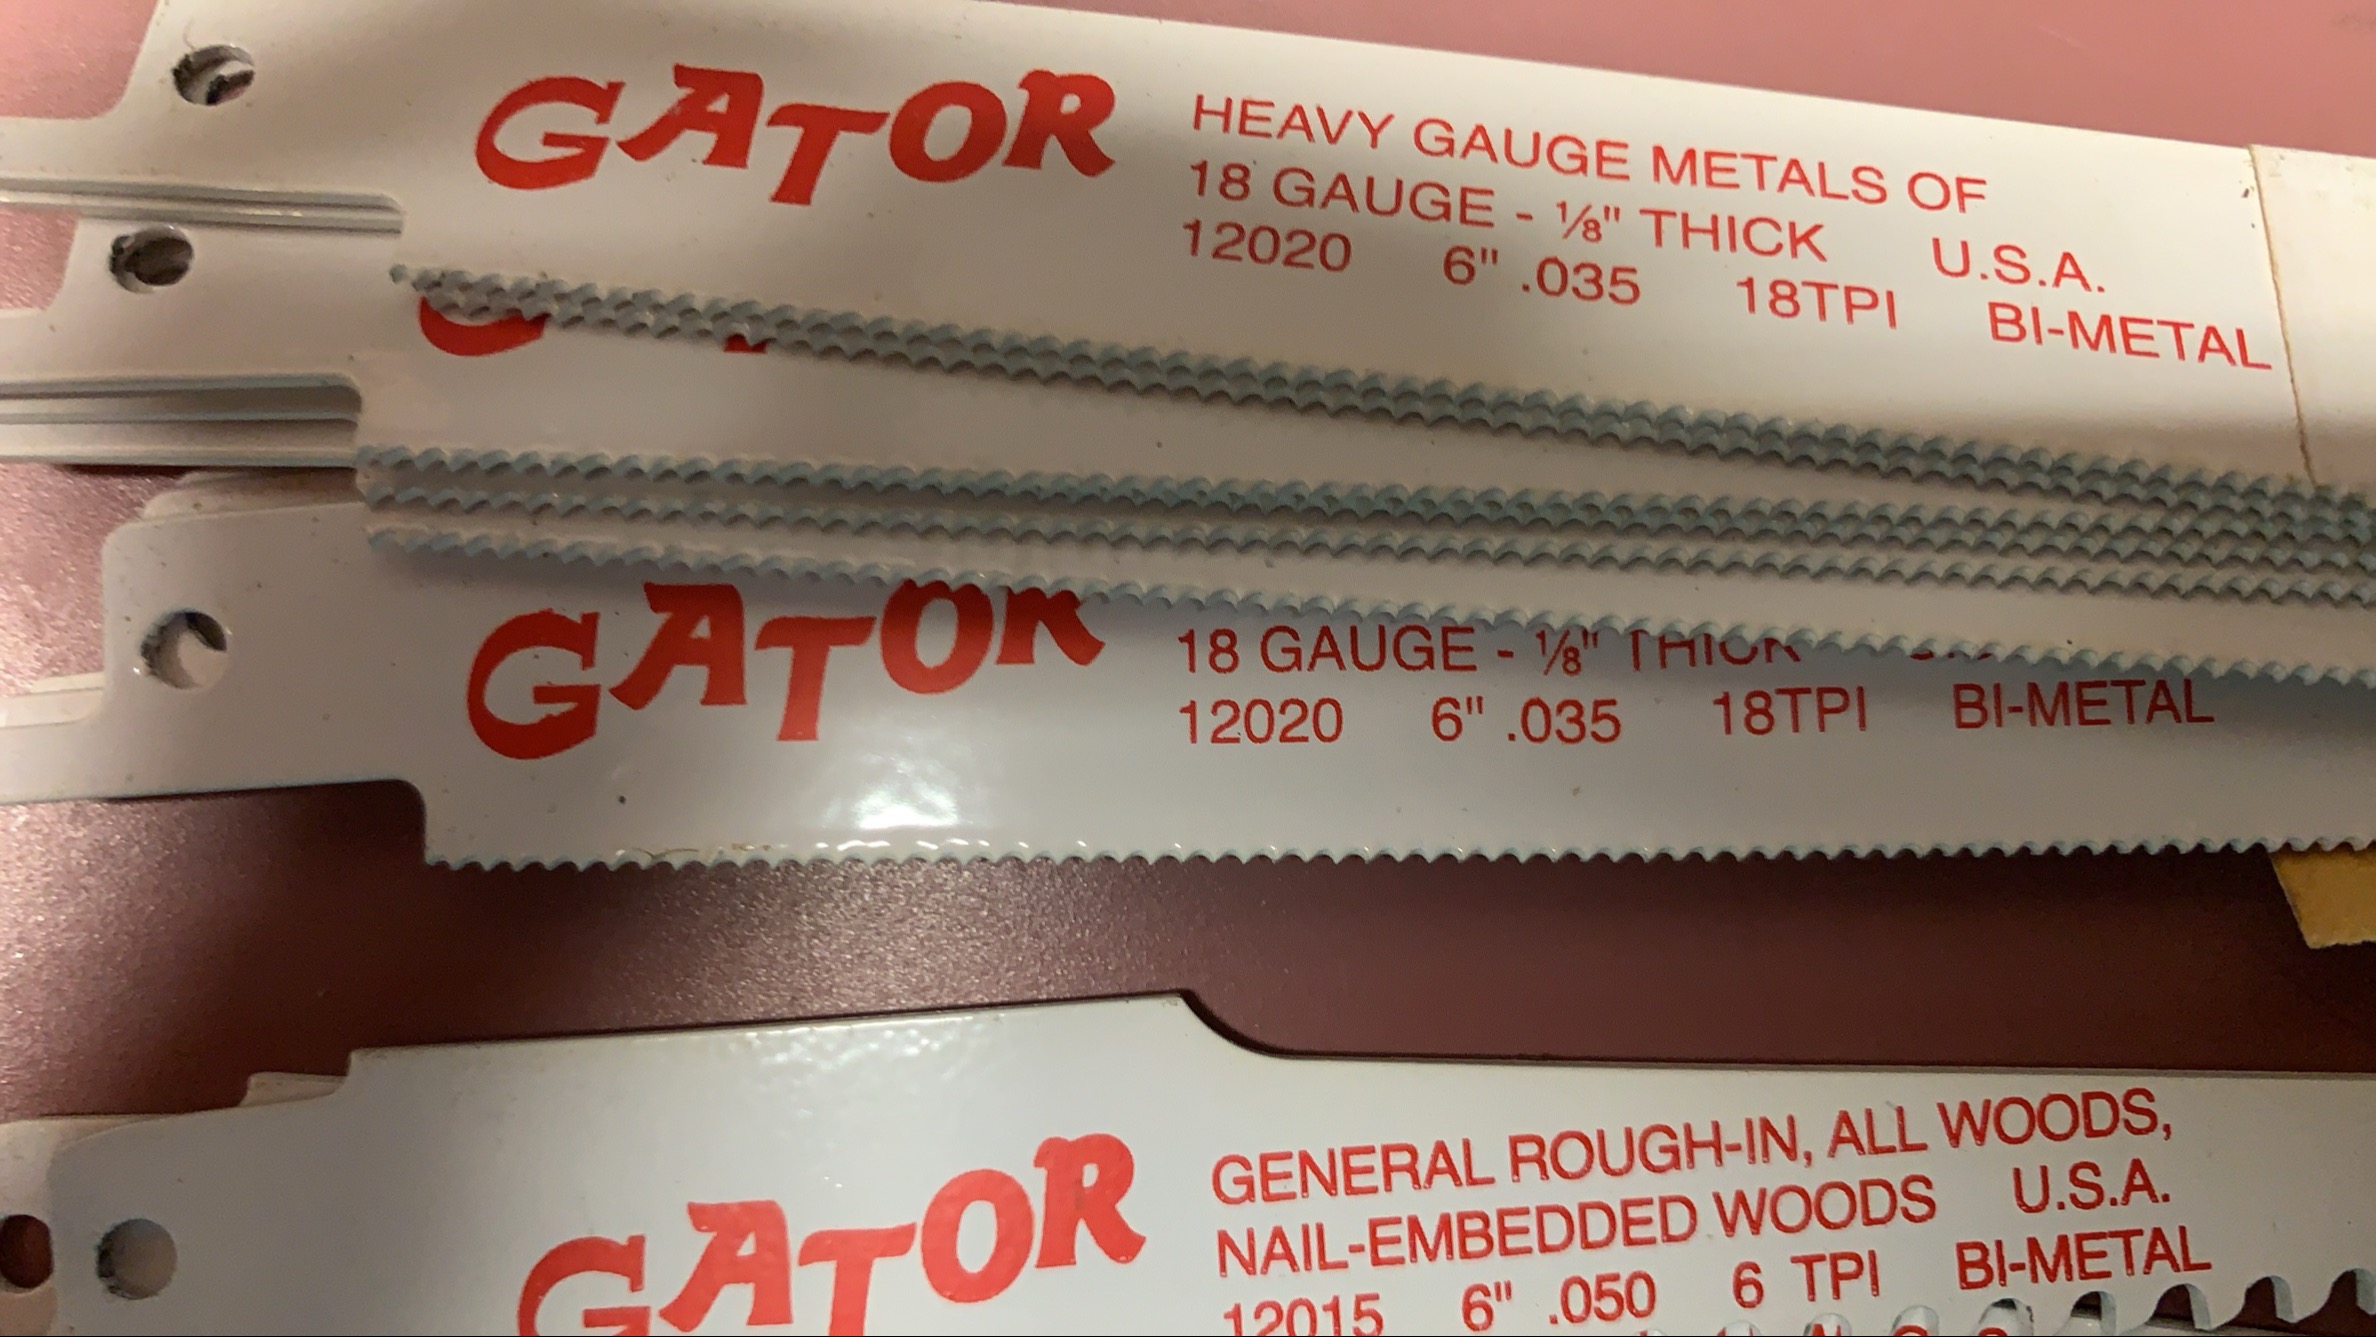 GATOR
HEAVY GAUGE METALS OF
18 GAUGE - ⅛" THICK U.S.A.
12020 6" .035 18TPI BI-METAL
GATOR
18 GAUGE - ⅛" THICK
12020 6" .035 18TPI BI-METAL
GATOR
GENERAL ROUGH-IN, ALL WOODS,
NAIL-EMBEDDED WOODS U.S.A.
12015 6" .050 6 TPI BI-METAL